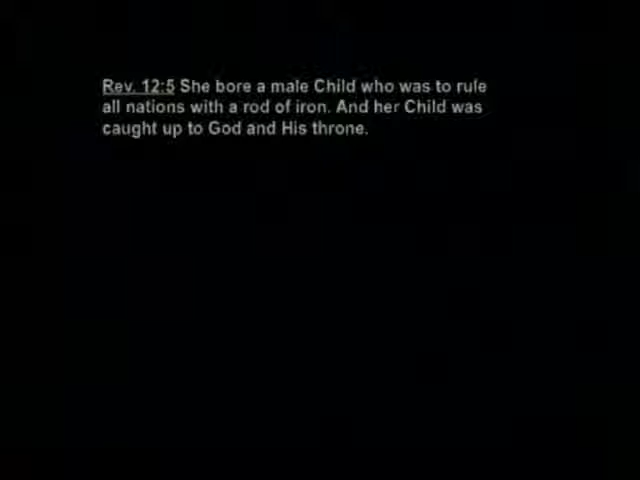 Rev. 12:5 She bore a male Child who was to rule
all nations with a rod of iron. And her Child was
caught up to God and His throne.